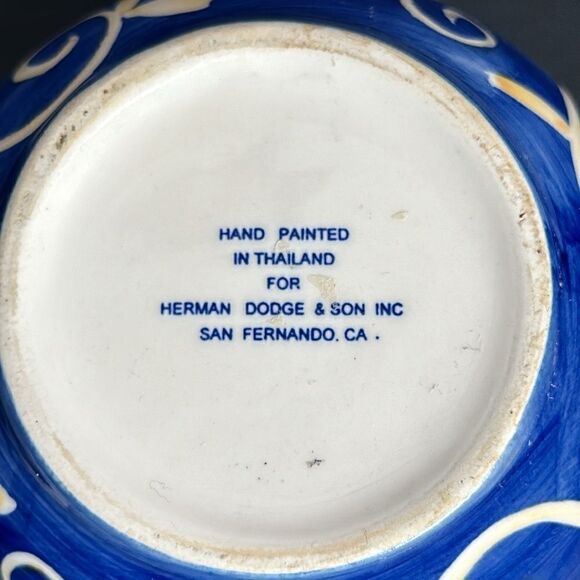 HAND PAINTED
IN THAILAND
FOR
HERMAN DODGE & SON INC
SAN FERNANDO. CA .